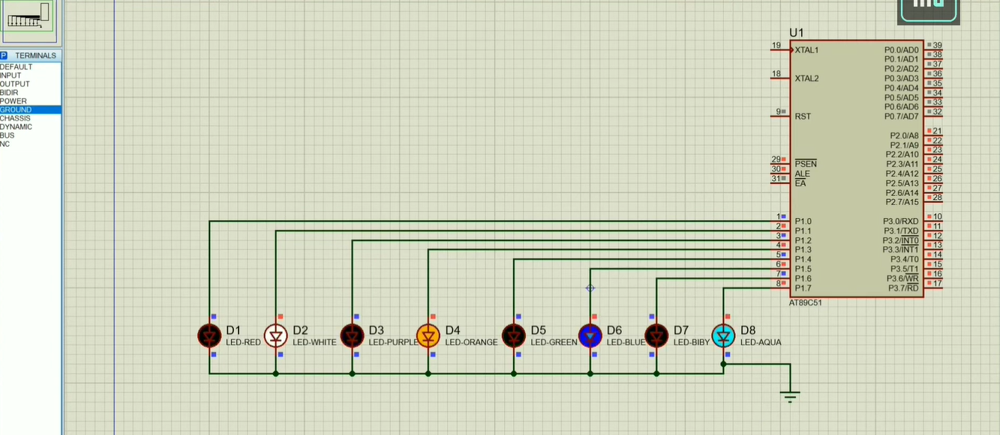 TERMINALS
DEFAULT
INPUT
OUTPUT
BIDIR
POWER
GROUND
CHASSIS
DYNAMIC
BUS
NC
U1
19 XTAL1 P0.0/AD0 39
P0.1/AD1 38
P0.2/AD2 37
18 XTAL2 P0.3/AD3 36
P0.4/AD4 35
P0.5/AD5 34
P0.6/AD6 33
9 RST P0.7/AD7 32
P2.0/A8 21
P2.1/A9 22
P2.2/A10 23
29 PSEN P2.3/A11 24
30 ALE P2.4/A12 25
31 EA P2.5/A13 26
P2.6/A14 27
P2.7/A15 28
1 P1.0 P3.0/RXD 10
2 P1.1 P3.1/TXD 11
3 P1.2 P3.2/INT0 12
4 P1.3 P3.3/INT1 13
5 P1.4 P3.4/T0 14
6 P1.5 P3.5/T1 15
7 P1.6 P3.6/WR 16
8 P1.7 P3.7/RD 17
AT89C51
D1 D2 D3 D4 D5 D6 D7 D8
LED-RED LED-WHITE LED-PURPLE LED-ORANGE LED-GREEN LED-BLUE LED-BIBY LED-AQUA